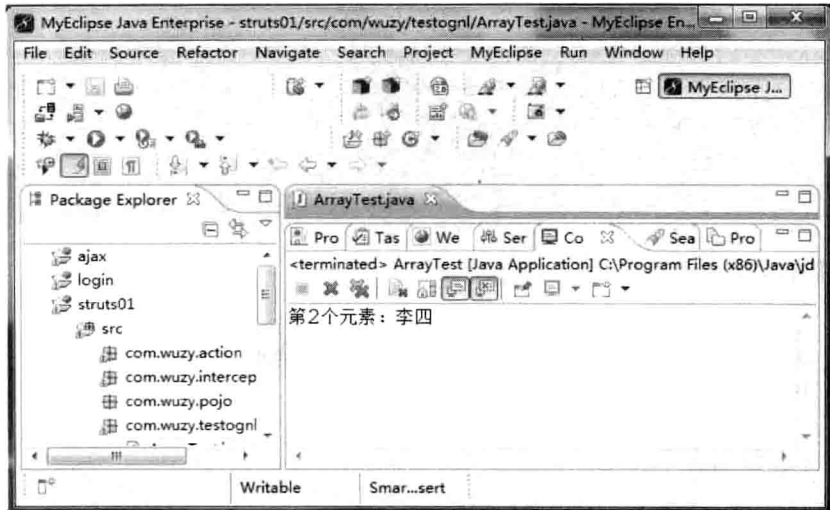 MyEclipse Java Enterprise - struts01/src/com/wuzy/testognl/ArrayTest.java - MyEclipse En...
File Edit Source Refactor Navigate Search Project MyEclipse Run Window Help
MyEclipse J...
Package Explorer
ajax
login
struts01
src
com.wuzy.action
com.wuzy.intercep
com.wuzy.pojo
com.wuzy.testognl
ArrayTest.java
Pro Tas We Ser Co Sea Pro
<terminated> ArrayTest [Java Application] C:\Program Files (x86)\Java\jd
第2个元素：李四
Writable Smar...sert